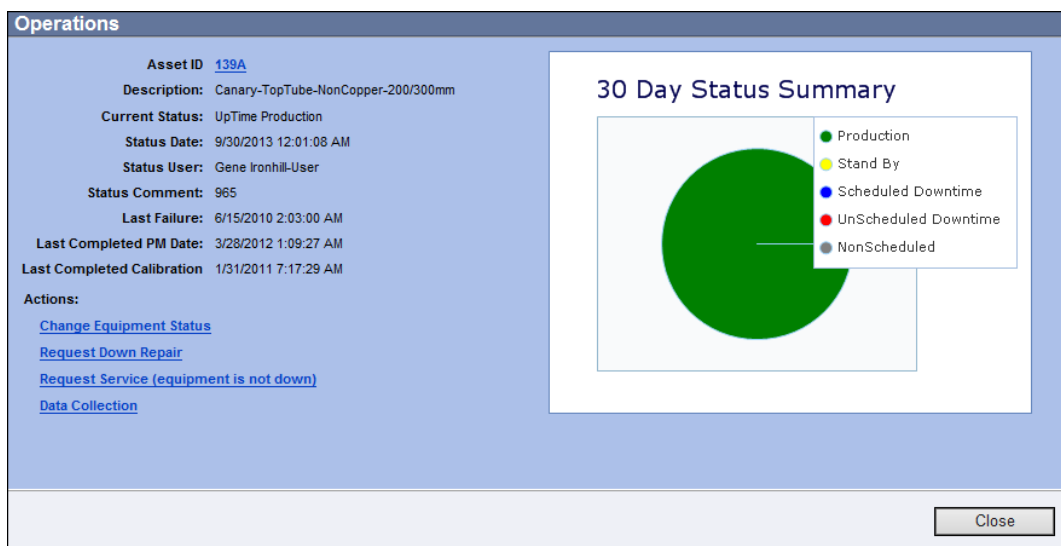 Operations
Asset ID 139A
Description: Canary-TopTube-NonCopper-200/300mm
Current Status: UpTime Production
Status Date: 9/30/2013 12:01:08 AM
Status User: Gene Ironhill-User
Status Comment: 965
Last Failure: 6/15/2010 2:03:00 AM
Last Completed PM Date: 3/28/2012 1:09:27 AM
Last Completed Calibration 1/31/2011 7:17:29 AM
Actions:
Change Equipment Status
Request Down Repair
Request Service (equipment is not down)
Data Collection
30 Day Status Summary
Production
Stand By
Scheduled Downtime
UnScheduled Downtime
NonScheduled
Close